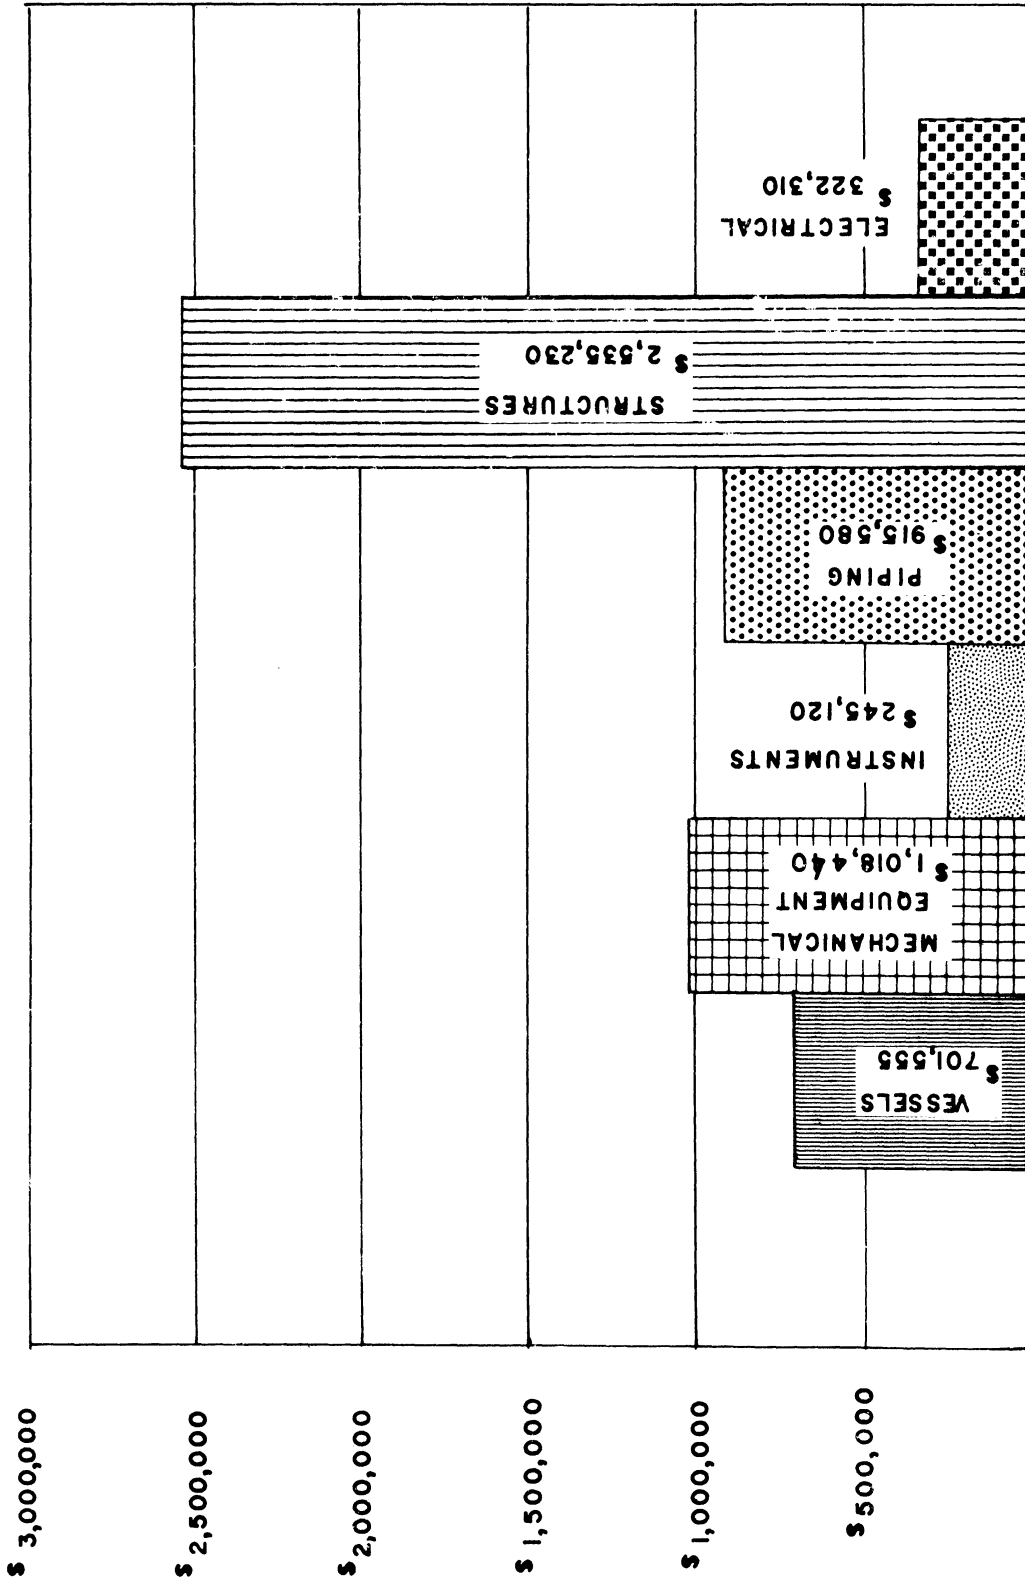 $ 3,000,000
$ 2,500,000
$ 2,000,000
$ 1,500,000
$ 1,000,000
$ 500,000
VESSELS
$ 701,555
MECHANICAL
EQUIPMENT
$ 1,018,440
INSTRUMENTS
$ 245,120
PIPING
$ 915,580
STRUCTURES
$ 2,535,230
ELECTRICAL
$ 322,310